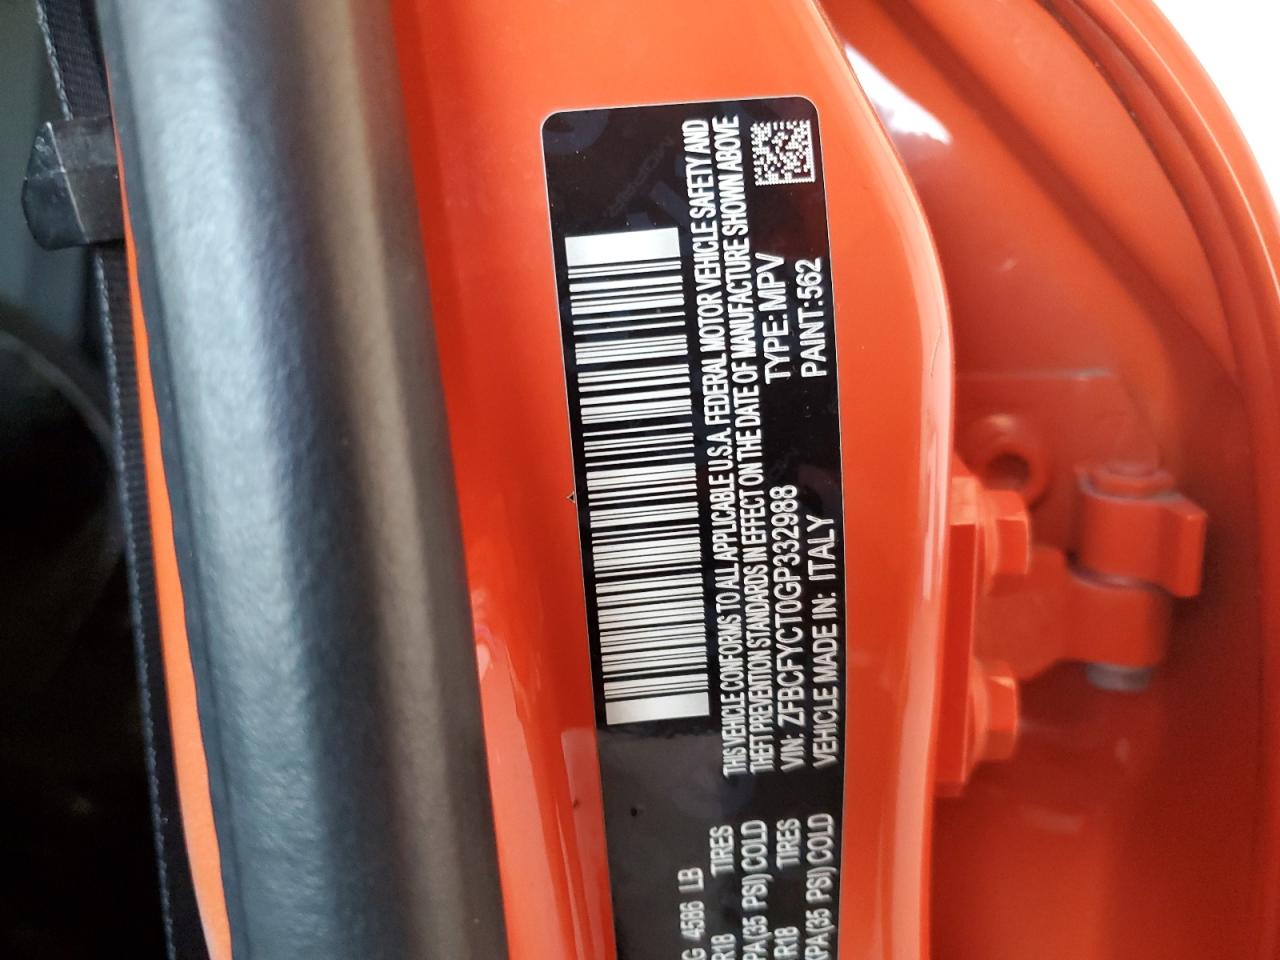 G 4586 LB
R18 TIRES
PA (35 PSI) COLD
R18 TIRES
KPA (35 PSI) COLD
THIS VEHICLE CONFORMS TO ALL APPLICABLE U.S.A. FEDERAL MOTOR VEHICLE SAFETY AND
THEFT PREVENTION STANDARDS IN EFFECT ON THE DATE OF MANUFACTURE SHOWN ABOVE
VIN: ZFBCFYCT0GP332988 TYPE: MPV
VEHICLE MADE IN: ITALY PAINT: 562